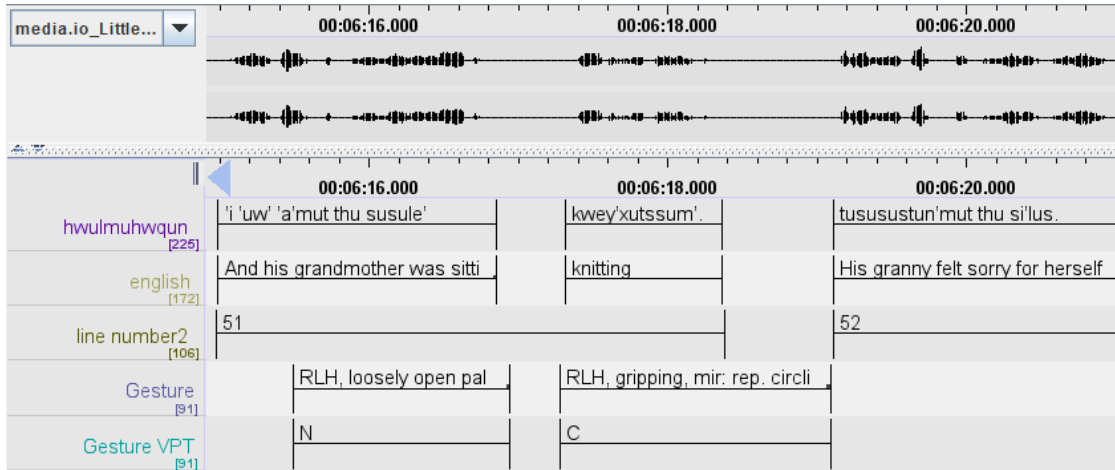 media.io_Little...
00:06:16.000 00:06:18.000 00:06:20.000
00:06:16.000 00:06:18.000 00:06:20.000
hwulmuhwqun [225] 'i 'uw' 'a'mut thu susule' kwey'xutssum'. tususustun'mut thu si'lus.
english [172] And his grandmother was sitti knitting His granny felt sorry for herself
line number2 [106] 51 52
Gesture [91] RLH, loosely open pal RLH, gripping, mir: rep. circli
Gesture VPT [91] N C